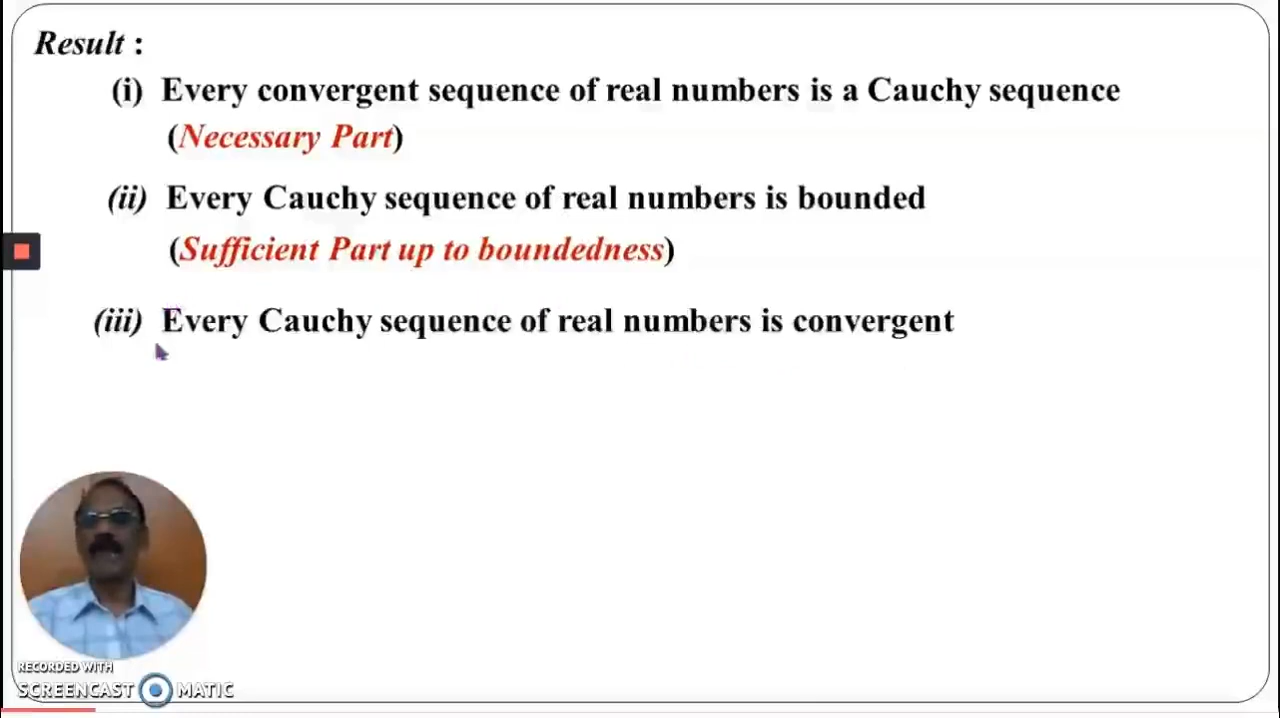 Result :
(i) Every convergent sequence of real numbers is a Cauchy sequence
(Necessary Part)
(ii) Every Cauchy sequence of real numbers is bounded
(Sufficient Part up to boundedness)
(iii) Every Cauchy sequence of real numbers is convergent
RECORDED WITH
SCREENCAST MATIC